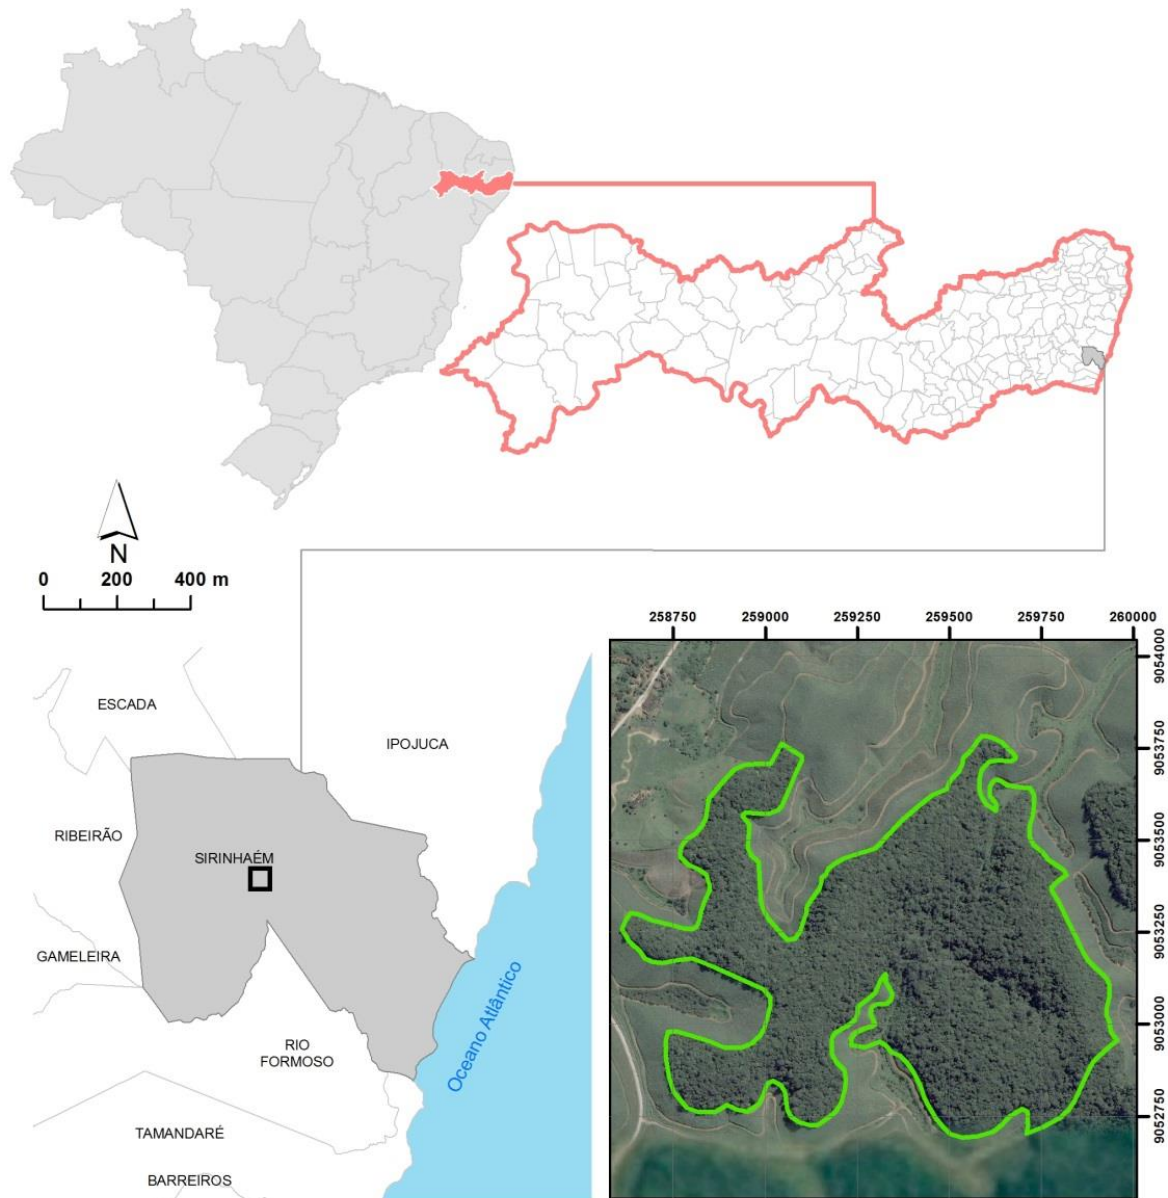 N
0 200 400 m
258750 259000 259250 259500 259750 260000
9054000
9053750
9053500
9053250
9053000
9052750
ESCADA
IPOJUCA
RIBEIRÃO
SIRINHAÉM
GAMELEIRA
RIO
FORMOSO
Oceano Atlântico
TAMANDARÉ
BARREIROS